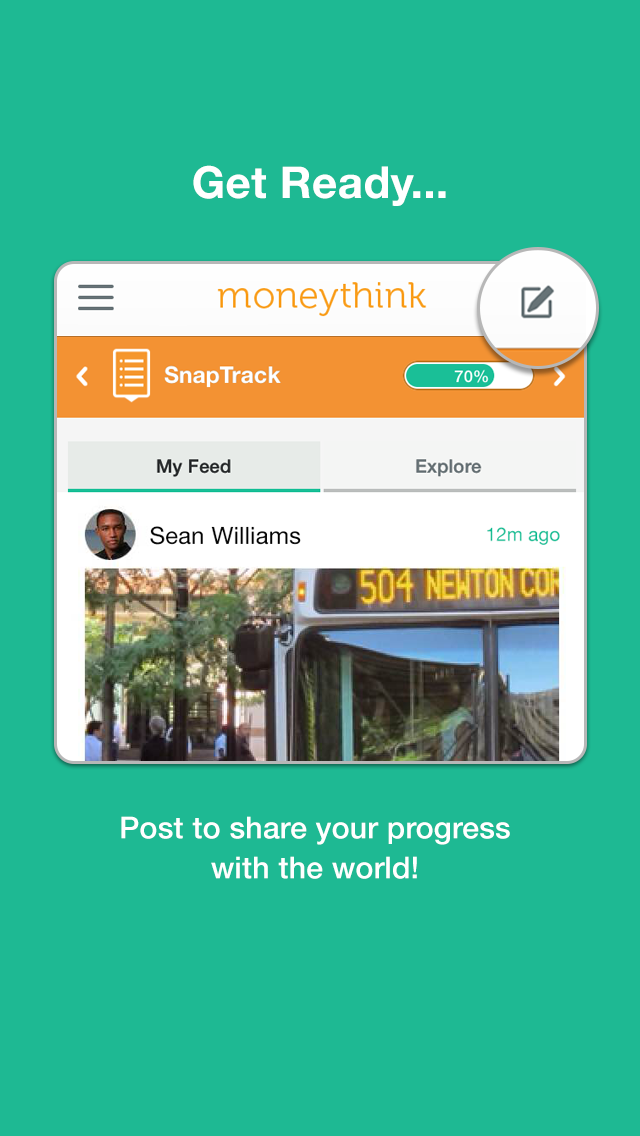 Get Ready...
moneythink
SnapTrack
70%
My Feed
Explore
Sean Williams
12m ago
504 NEWTON COR
Post to share your progress
with the world!